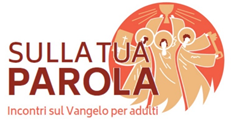 SULLA TUA
PAROLA
Incontri sul Vangelo per adulti